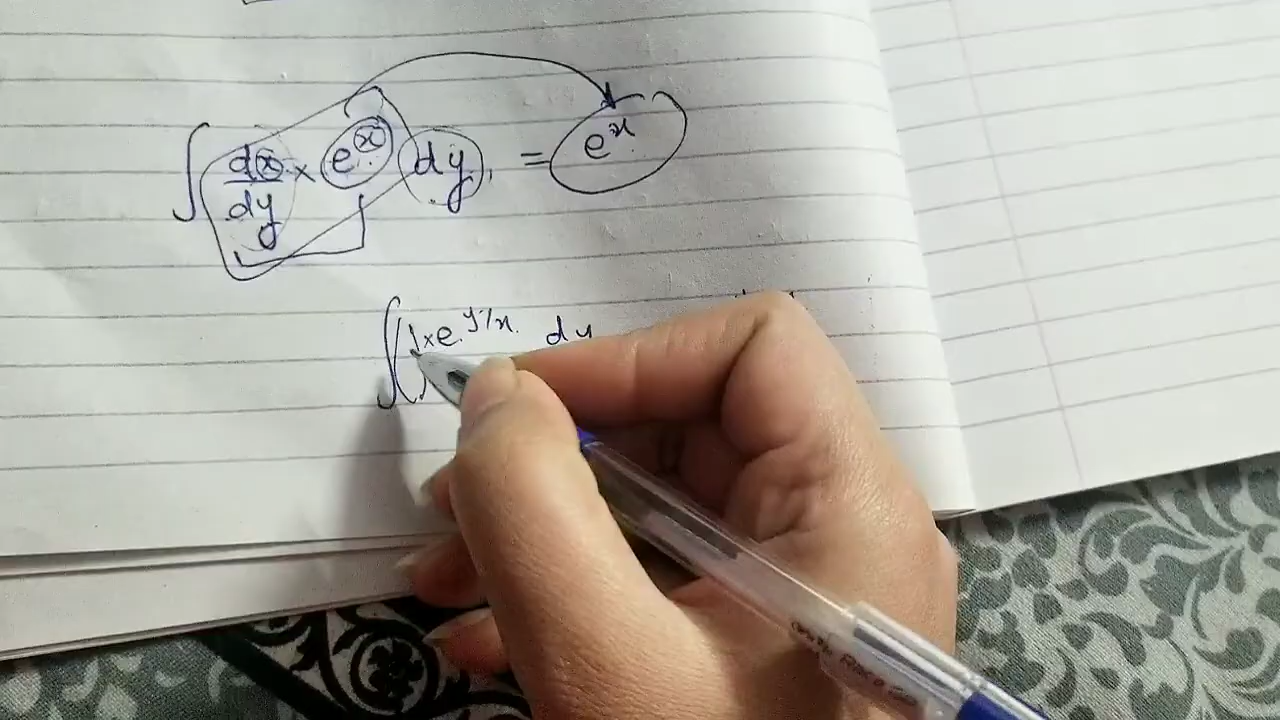 ∫ dx/dy × e^x dy = e^x
∫ 1 × e^y/x dy